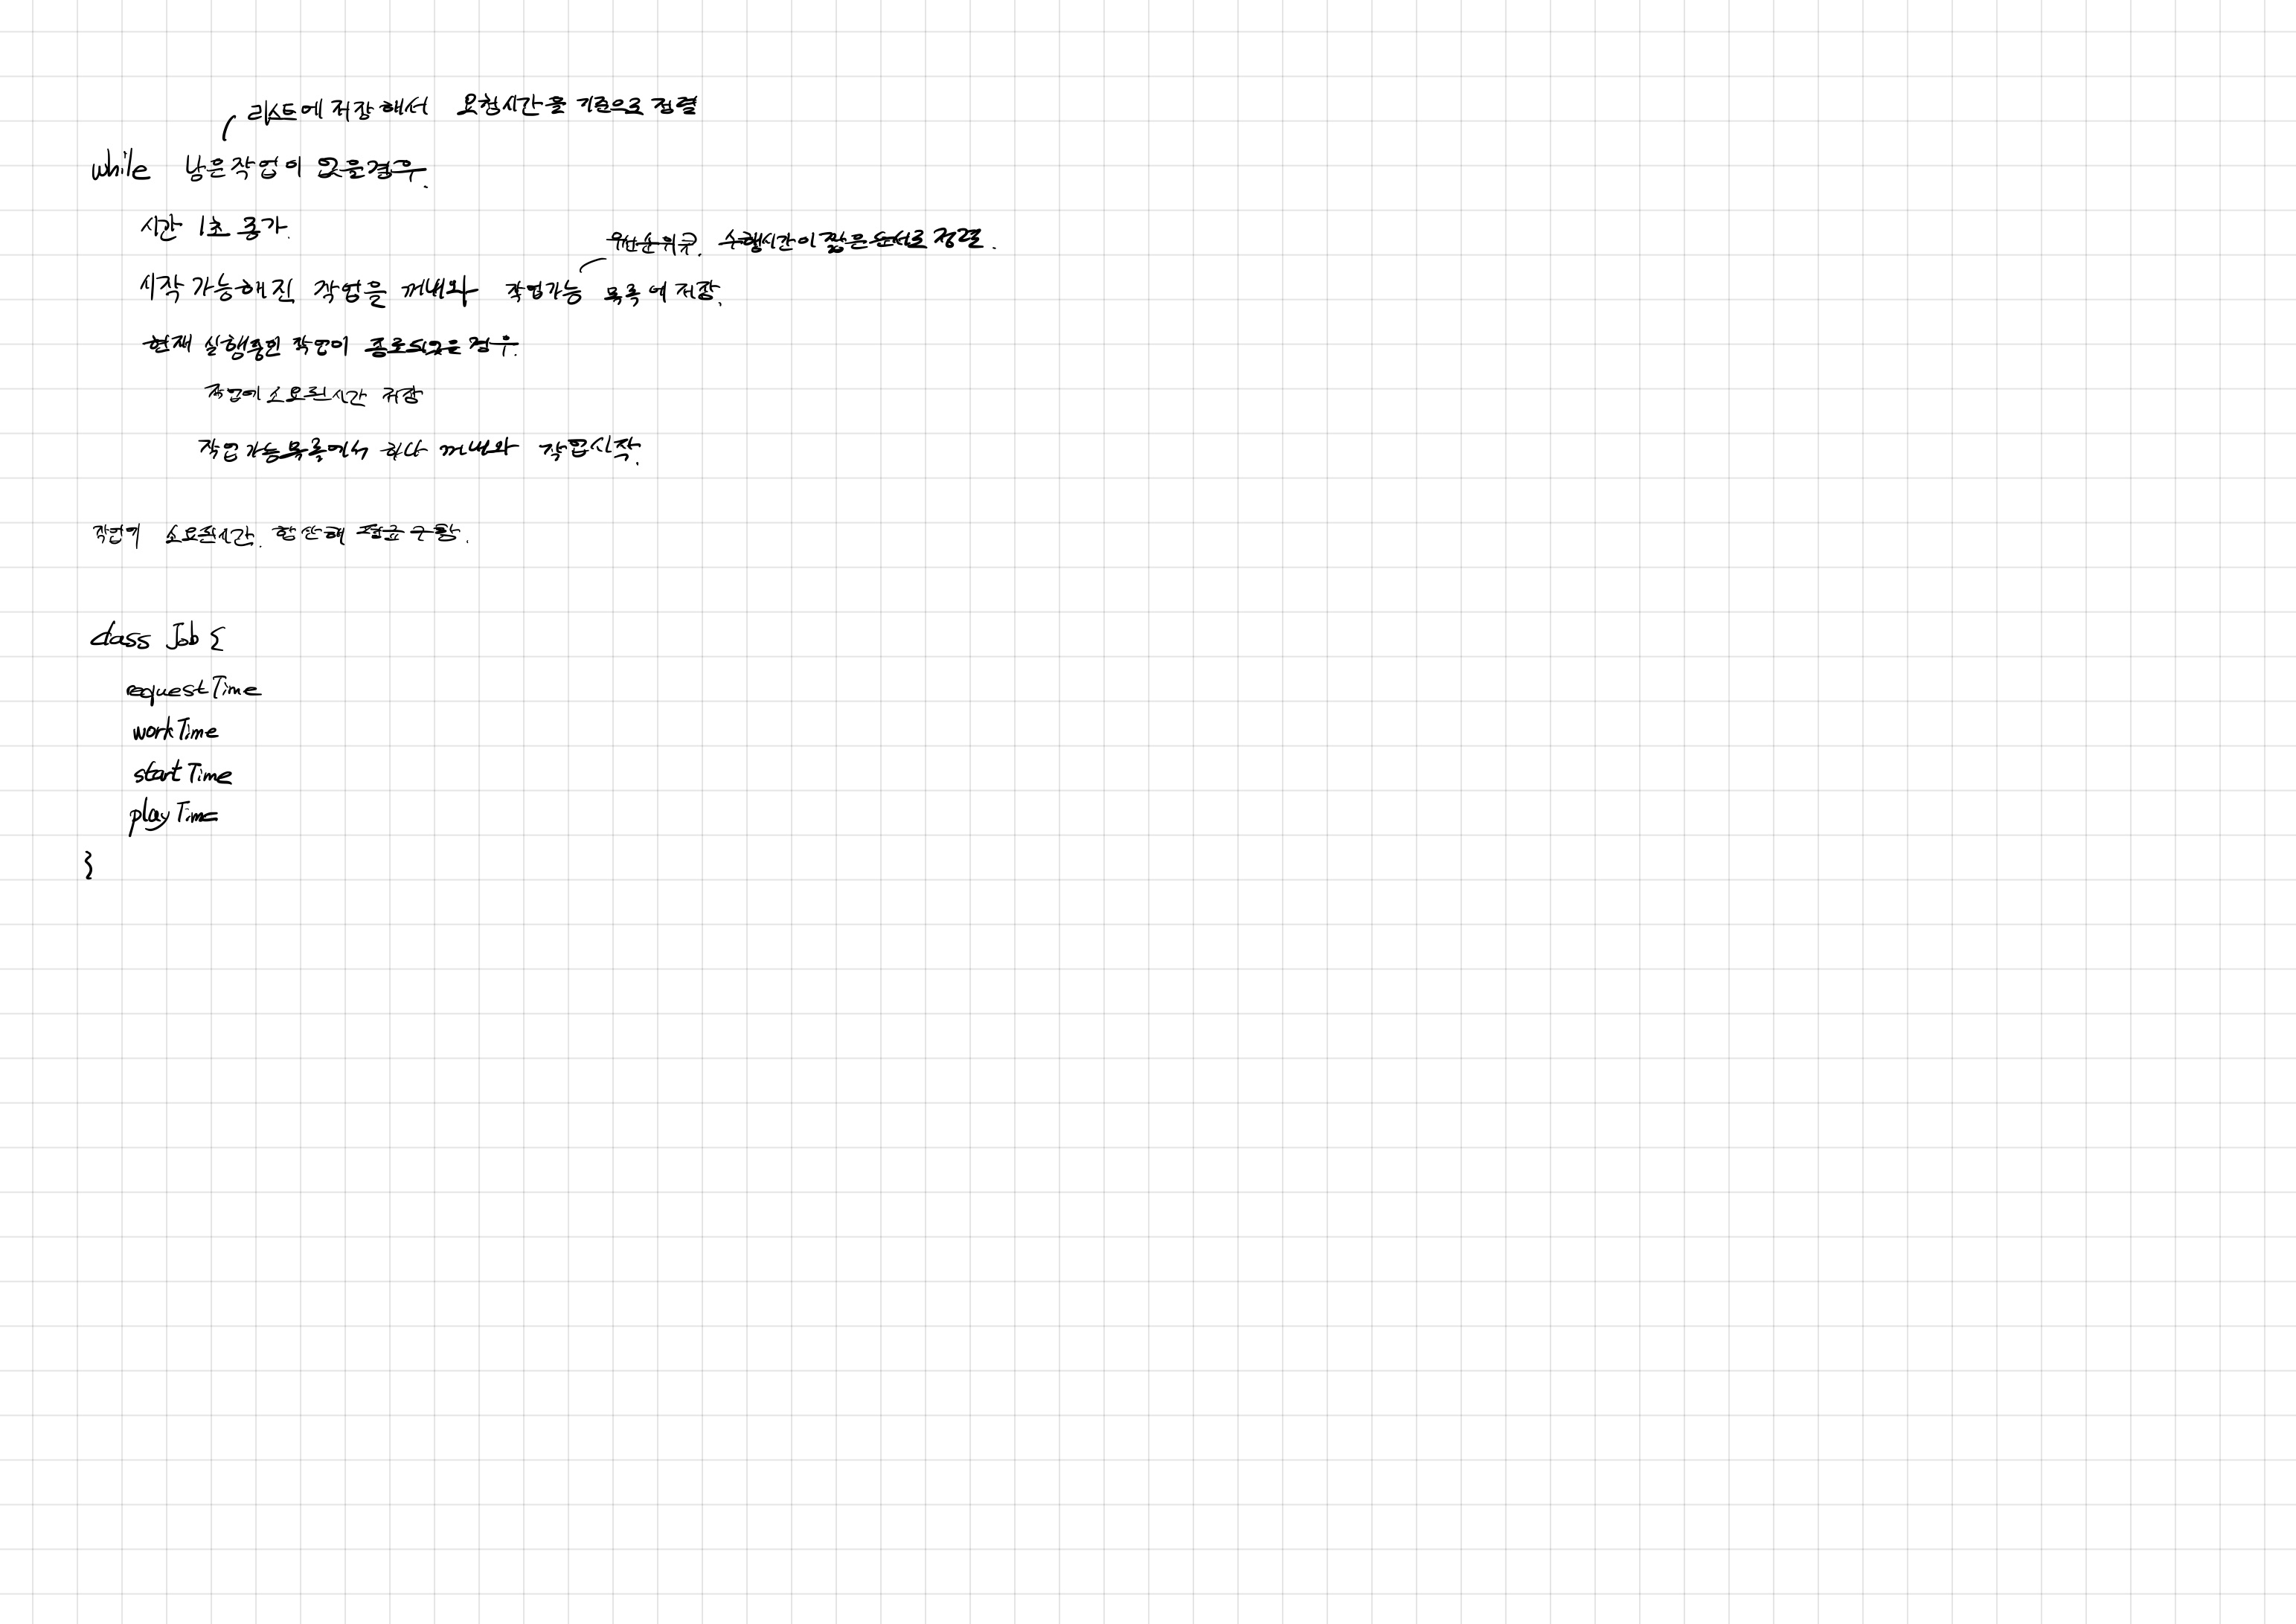 리스트에 저장해서 요청시간을 기준으로 정렬
while 남은작업이 없을경우.
시간 1초 증가.
우선순위큐. 수행시간이 짧은 순서로 정렬.
시작 가능해진 작업을 꺼내와 작업가능 목록에 저장.
현재 실행중인 작업이 종료되었을 경우.
작업에 소요된시간 저장
작업가능목록에서 하나 꺼내와 작업시작.
작업에 소요된시간. 합산해 평균 구함.
class Job {
requestTime
workTime
startTime
playTime
}